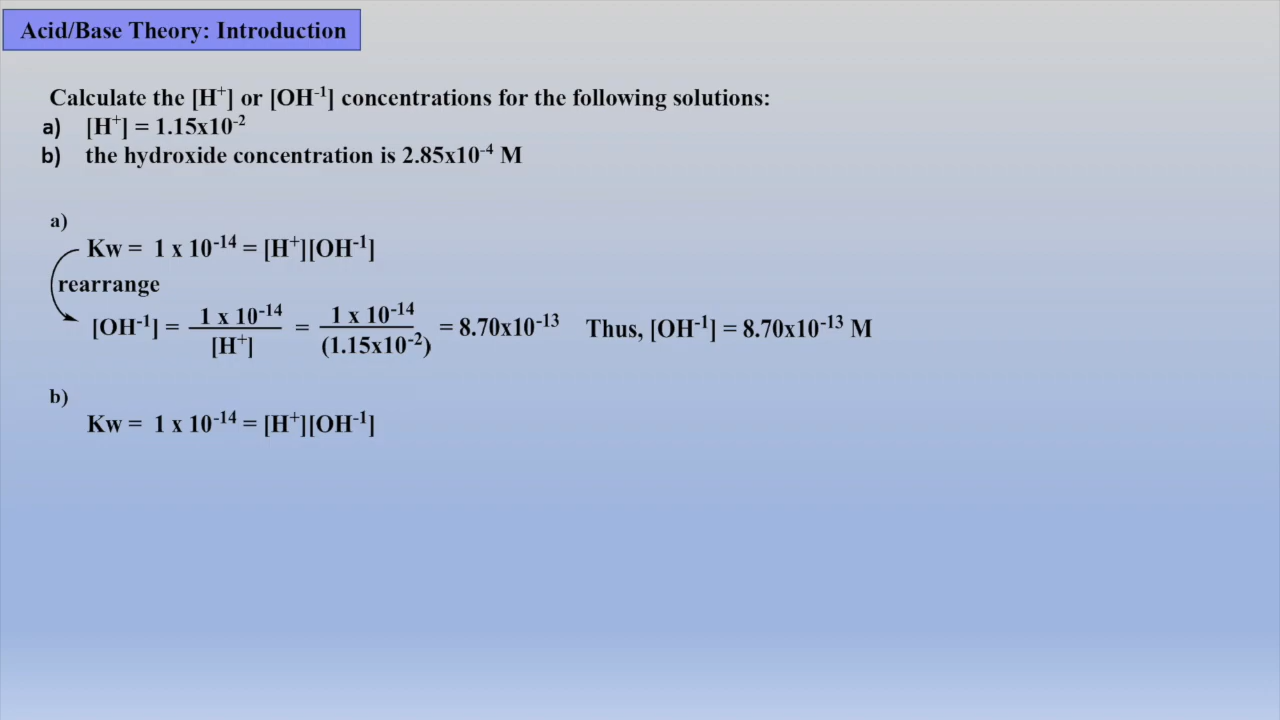 Acid/Base Theory: Introduction
Calculate the [H⁺] or [OH⁻¹] concentrations for the following solutions:
a) [H⁺] = 1.15x10⁻²
b) the hydroxide concentration is 2.85x10⁻⁴ M
a)
Kw = 1 x 10⁻¹⁴ = [H⁺][OH⁻¹]
rearrange
[OH⁻¹] = 1 x 10⁻¹⁴ / [H⁺] = 1 x 10⁻¹⁴ / (1.15x10⁻²) = 8.70x10⁻¹³ Thus, [OH⁻¹] = 8.70x10⁻¹³ M
b)
Kw = 1 x 10⁻¹⁴ = [H⁺][OH⁻¹]